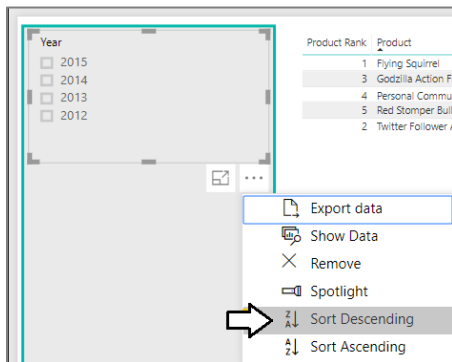 Year
2015
2014
2013
2012
Product Rank Product
1 Flying Squirrel
3 Godzilla Action F
4 Personal Commu
5 Red Stomper Bul
2 Twitter Follower A
Export data
Show Data
Remove
Spotlight
Sort Descending
Sort Ascending